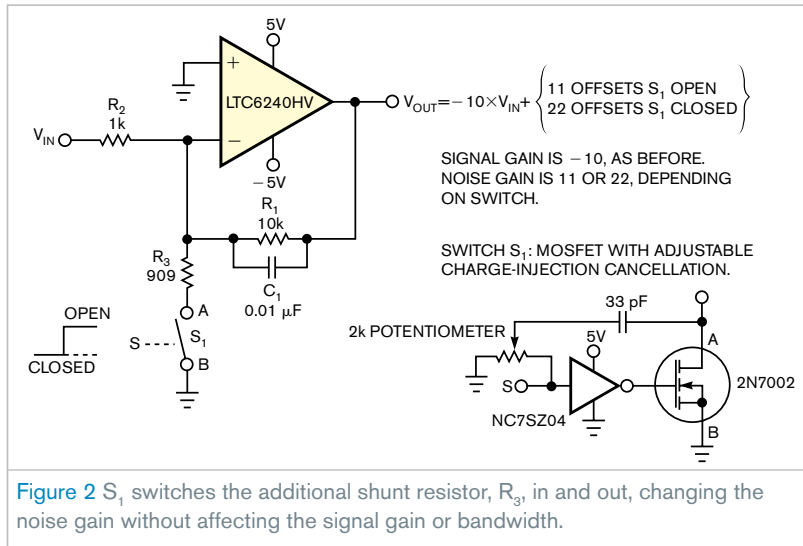 5V
+
LTC6240HV
−
−5V
R2
1k
VIN
VOUT=−10×VIN+ { 11 OFFSETS S1 OPEN
22 OFFSETS S1 CLOSED }
SIGNAL GAIN IS −10, AS BEFORE.
NOISE GAIN IS 11 OR 22, DEPENDING
ON SWITCH.
R1
10k
C1
0.01 μF
R3
909
A
S1
B
OPEN
S
CLOSED
SWITCH S1: MOSFET WITH ADJUSTABLE
CHARGE-INJECTION CANCELLATION.
33 pF
2k POTENTIOMETER
5V
S
NC7SZ04
A
2N7002
B
Figure 2 S1 switches the additional shunt resistor, R3, in and out, changing the
noise gain without affecting the signal gain or bandwidth.